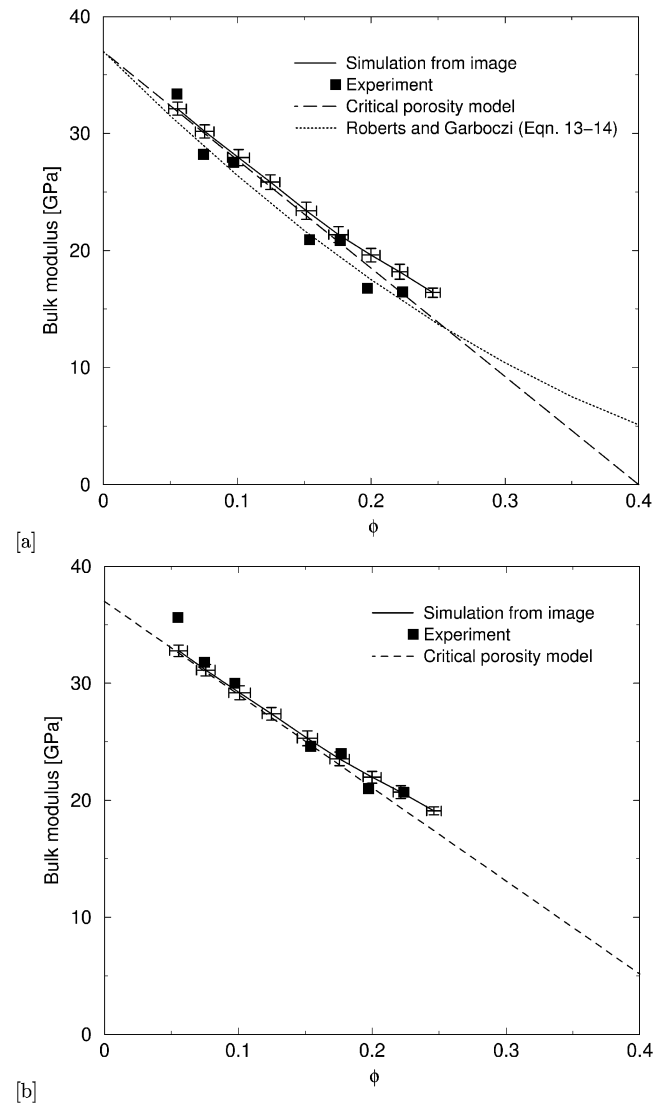 40
30
20
10
0
Bulk modulus [GPa]
Simulation from image
Experiment
Critical porosity model
Roberts and Garboczi (Eqn. 13−14)
0 0.1 0.2 0.3 0.4
ϕ
[a]
40
30
20
10
0
Bulk modulus [GPa]
Simulation from image
Experiment
Critical porosity model
0 0.1 0.2 0.3 0.4
ϕ
[b]